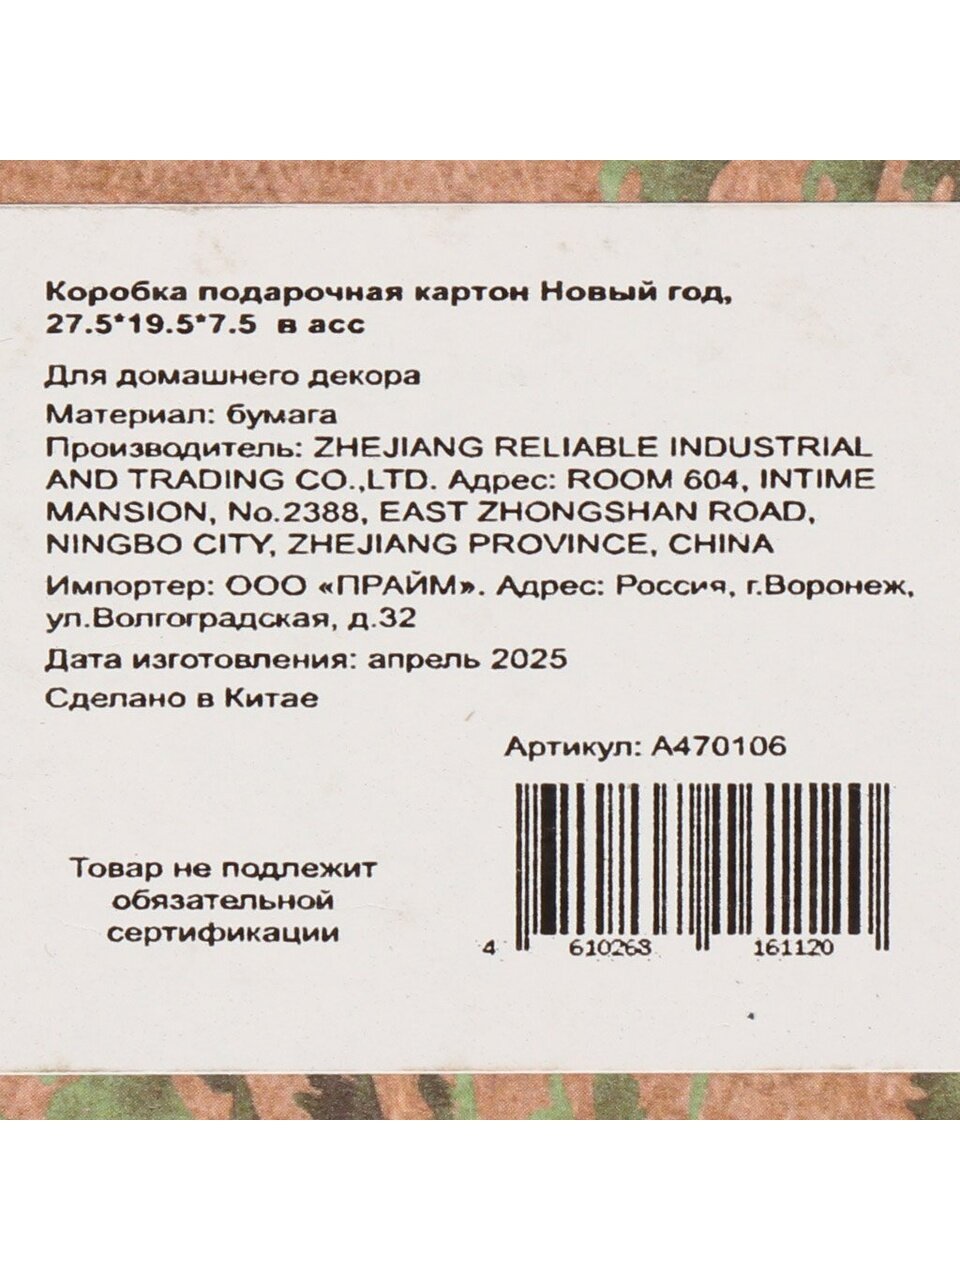 Коробка подарочная картон Новый год,
27.5*19.5*7.5 в асс
Для домашнего декора
Материал: бумага
Производитель: ZHEJIANG RELIABLE INDUSTRIAL
AND TRADING CO.,LTD. Адрес: ROOM 604, INTIME
MANSION, No.2388, EAST ZHONGSHAN ROAD,
NINGBO CITY, ZHEJIANG PROVINCE, CHINA
Импортер: ООО «ПРАЙМ». Адрес: Россия, г.Воронеж,
ул.Волгоградская, д.32
Дата изготовления: апрель 2025
Сделано в Китае
Артикул: А470106
Товар не подлежит
обязательной
сертификации
4 610263 161120